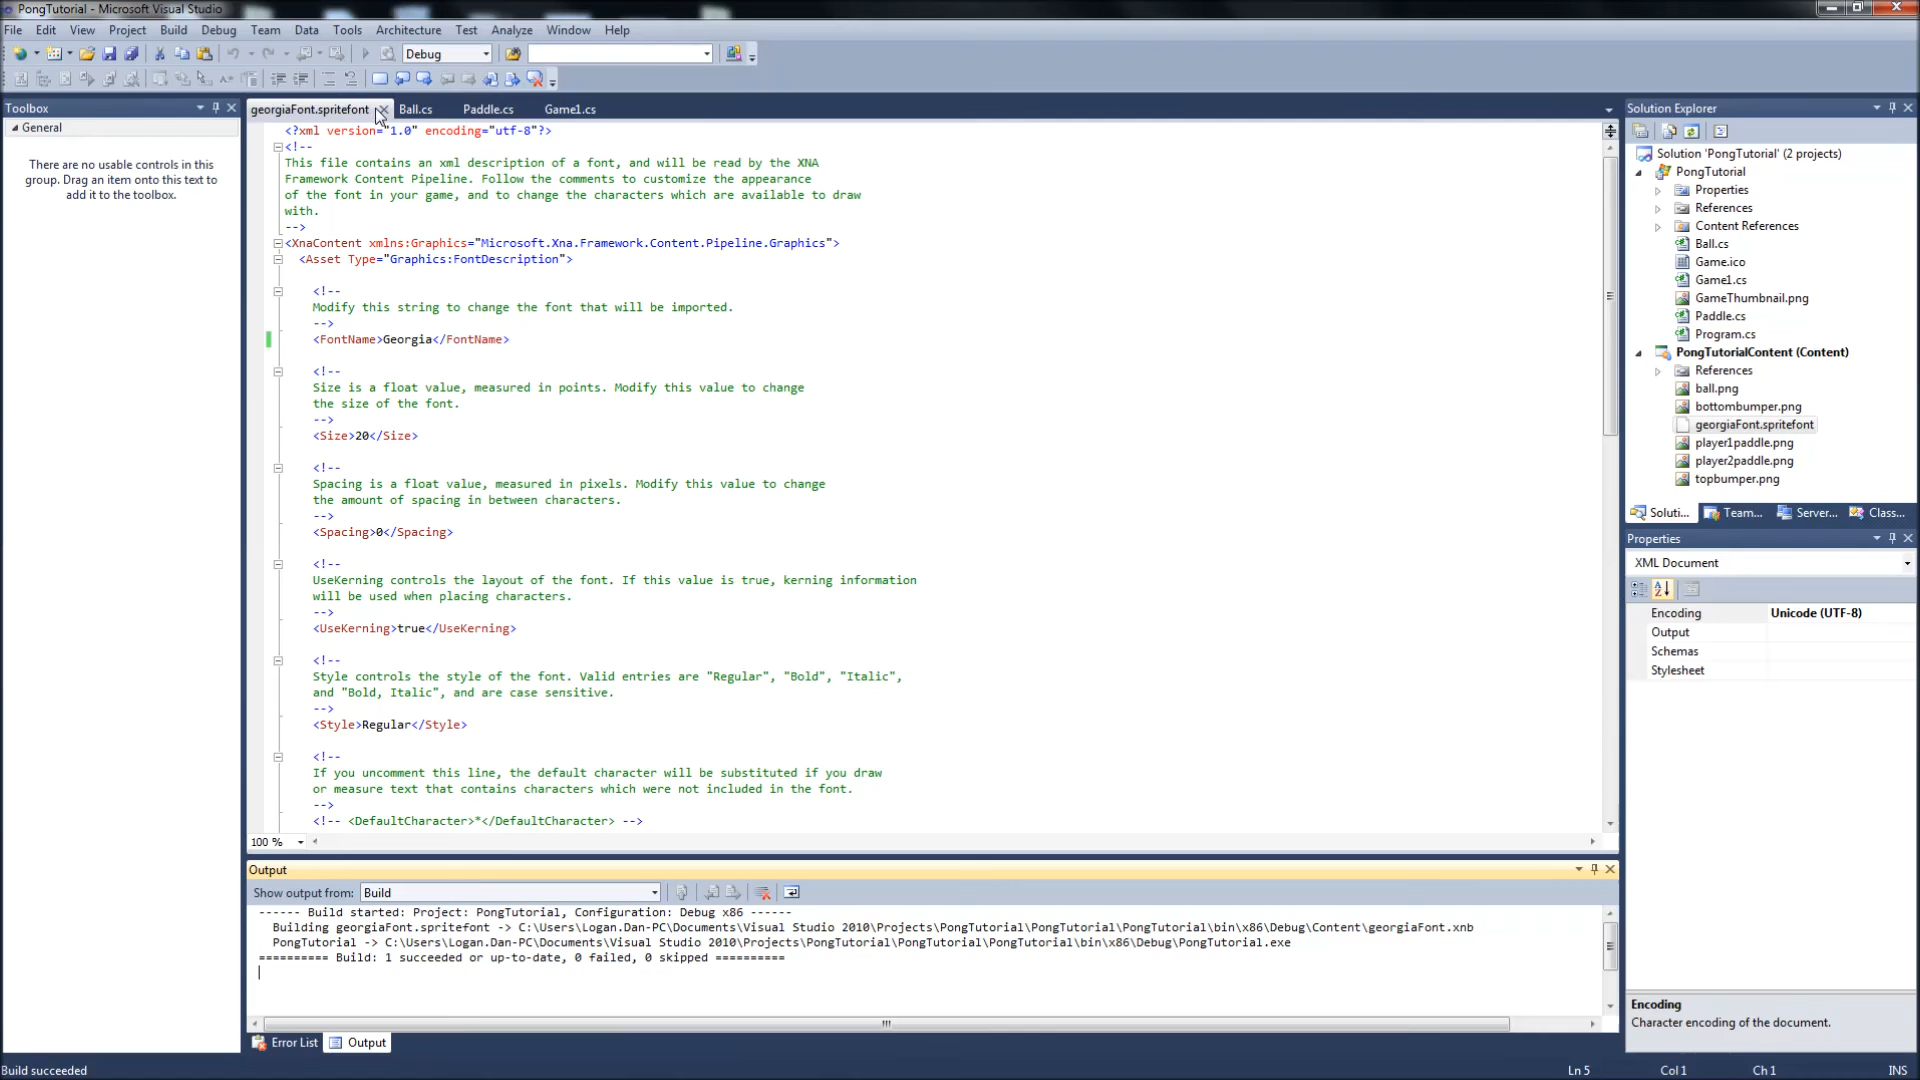 PongTutorial - Microsoft Visual Studio
File Edit View Project Build Debug Team Data Tools Architecture Test Analyze Window Help
Debug
Toolbox
General
There are no usable controls in this
group. Drag an item onto this text to
add it to the toolbox.
georgiaFont.spritefont Ball.cs Paddle.cs Game1.cs
<?xml version="1.0" encoding="utf-8"?>
<!--
This file contains an xml description of a font, and will be read by the XNA
Framework Content Pipeline. Follow the comments to customize the appearance
of the font in your game, and to change the characters which are available to draw
with.
-->
<XnaContent xmlns:Graphics="Microsoft.Xna.Framework.Content.Pipeline.Graphics">
<Asset Type="Graphics:FontDescription">
<!--
Modify this string to change the font that will be imported.
-->
<FontName>Georgia</FontName>
<!--
Size is a float value, measured in points. Modify this value to change
the size of the font.
-->
<Size>20</Size>
<!--
Spacing is a float value, measured in pixels. Modify this value to change
the amount of spacing in between characters.
-->
<Spacing>0</Spacing>
<!--
UseKerning controls the layout of the font. If this value is true, kerning information
will be used when placing characters.
-->
<UseKerning>true</UseKerning>
<!--
Style controls the style of the font. Valid entries are "Regular", "Bold", "Italic",
and "Bold, Italic", and are case sensitive.
-->
<Style>Regular</Style>
<!--
If you uncomment this line, the default character will be substituted if you draw
or measure text that contains characters which were not included in the font.
-->
<!-- <DefaultCharacter>*</DefaultCharacter> -->
100 %
Output
Show output from: Build
------ Build started: Project: PongTutorial, Configuration: Debug x86 ------
Building georgiaFont.spritefont -> C:\Users\Logan.Dan-PC\Documents\Visual Studio 2010\Projects\PongTutorial\PongTutorial\PongTutorial\bin\x86\Debug\Content\georgiaFont.xnb
PongTutorial -> C:\Users\Logan.Dan-PC\Documents\Visual Studio 2010\Projects\PongTutorial\PongTutorial\PongTutorial\bin\x86\Debug\PongTutorial.exe
========== Build: 1 succeeded or up-to-date, 0 failed, 0 skipped ==========
Error List Output
Solution Explorer
Solution 'PongTutorial' (2 projects)
PongTutorial
Properties
References
Content References
Ball.cs
Game.ico
Game1.cs
GameThumbnail.png
Paddle.cs
Program.cs
PongTutorialContent (Content)
References
ball.png
bottombumper.png
georgiaFont.spritefont
player1paddle.png
player2paddle.png
topbumper.png
Soluti... Team... Server... Class...
Properties
XML Document
Encoding Unicode (UTF-8)
Output
Schemas
Stylesheet
Encoding
Character encoding of the document.
Build succeeded Ln 5 Col 1 Ch 1 INS